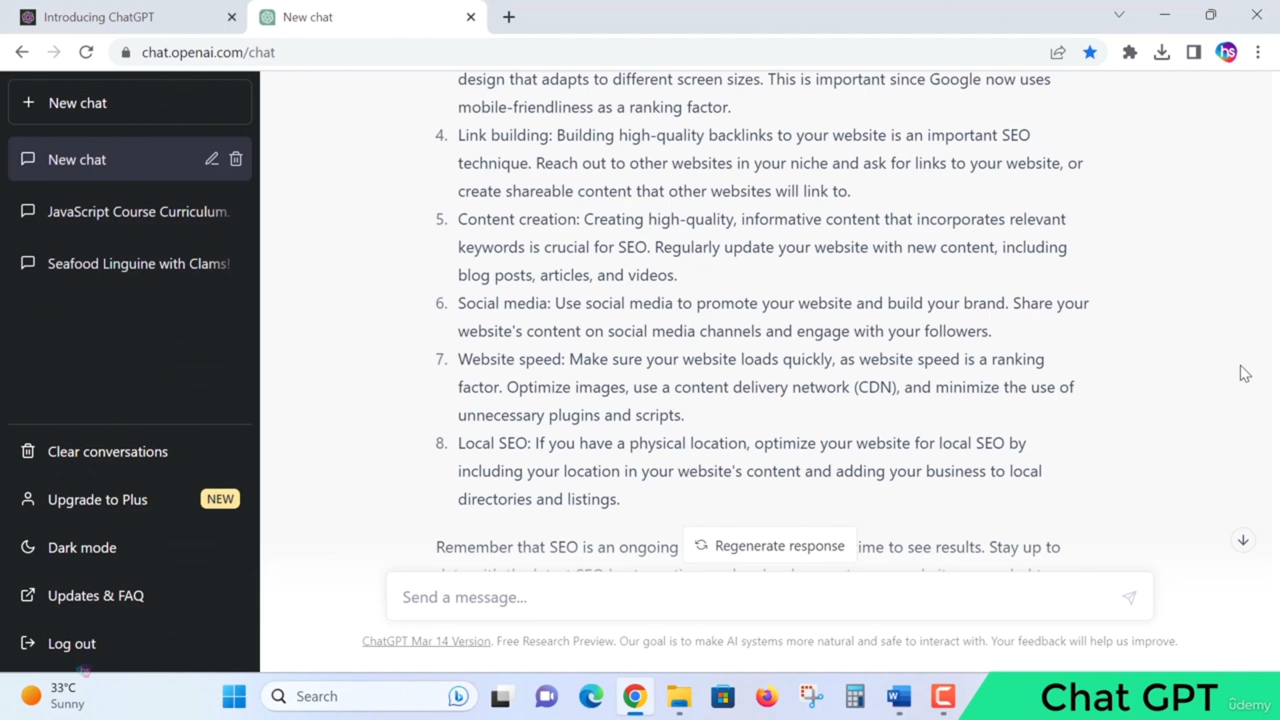 Introducing ChatGPT
New chat
chat.openai.com/chat
hs
New chat
New chat
JavaScript Course Curriculum.
Seafood Linguine with Clams!
Clear conversations
Upgrade to Plus NEW
Dark mode
Updates & FAQ
Log out
design that adapts to different screen sizes. This is important since Google now uses
mobile-friendliness as a ranking factor.
4. Link building: Building high-quality backlinks to your website is an important SEO
technique. Reach out to other websites in your niche and ask for links to your website, or
create shareable content that other websites will link to.
5. Content creation: Creating high-quality, informative content that incorporates relevant
keywords is crucial for SEO. Regularly update your website with new content, including
blog posts, articles, and videos.
6. Social media: Use social media to promote your website and build your brand. Share your
website's content on social media channels and engage with your followers.
7. Website speed: Make sure your website loads quickly, as website speed is a ranking
factor. Optimize images, use a content delivery network (CDN), and minimize the use of
unnecessary plugins and scripts.
8. Local SEO: If you have a physical location, optimize your website for local SEO by
including your location in your website's content and adding your business to local
directories and listings.
Remember that SEO is an ongoing
ime to see results. Stay up to
Regenerate response
Send a message...
ChatGPT Mar 14 Version. Free Research Preview. Our goal is to make AI systems more natural and safe to interact with. Your feedback will help us improve.
33°C
Sunny
Search
Chat GPT
ûdemy